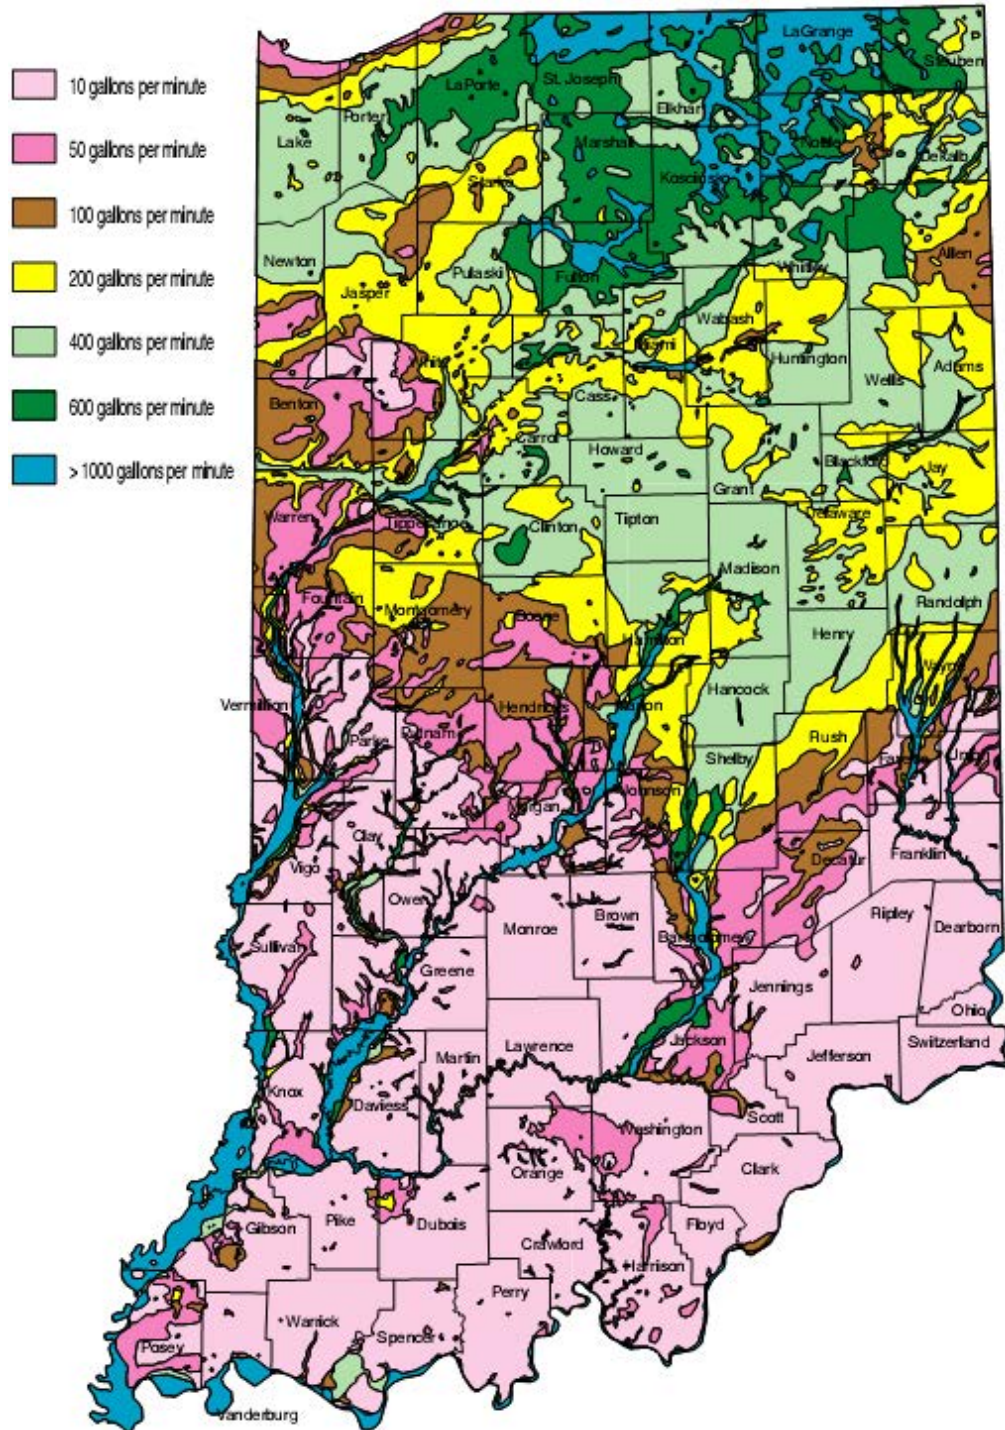 10 gallons per minute
50 gallons per minute
100 gallons per minute
200 gallons per minute
400 gallons per minute
600 gallons per minute
> 1000 gallons per minute
LaGrange
Steuben
LaPorte
St. Joseph
Elkhart
Porter
Lake
Marshall
Noble
DeKalb
Kosciusko
Starke
Newton
Pulaski
Fulton
Whitley
Allen
Jasper
Wabash
White
Miami
Huntington
Wells
Adams
Benton
Cass
Carroll
Howard
Blackford
Jay
Grant
Warren
Tippecanoe
Clinton
Tipton
Delaware
Madison
Fountain
Montgomery
Boone
Hamilton
Randolph
Henry
Wayne
Hancock
Vermillion
Hendricks
Marion
Parke
Putnam
Rush
Shelby
Fayette
Union
Johnson
Morgan
Clay
Vigo
Decatur
Franklin
Owen
Brown
Monroe
Ripley
Dearborn
Sullivan
Bartholomew
Greene
Jennings
Ohio
Jackson
Switzerland
Lawrence
Martin
Jefferson
Knox
Daviess
Scott
Washington
Orange
Clark
Gibson
Pike
Dubois
Floyd
Crawford
Harrison
Perry
Warrick
Spencer
Posey
Vanderburg